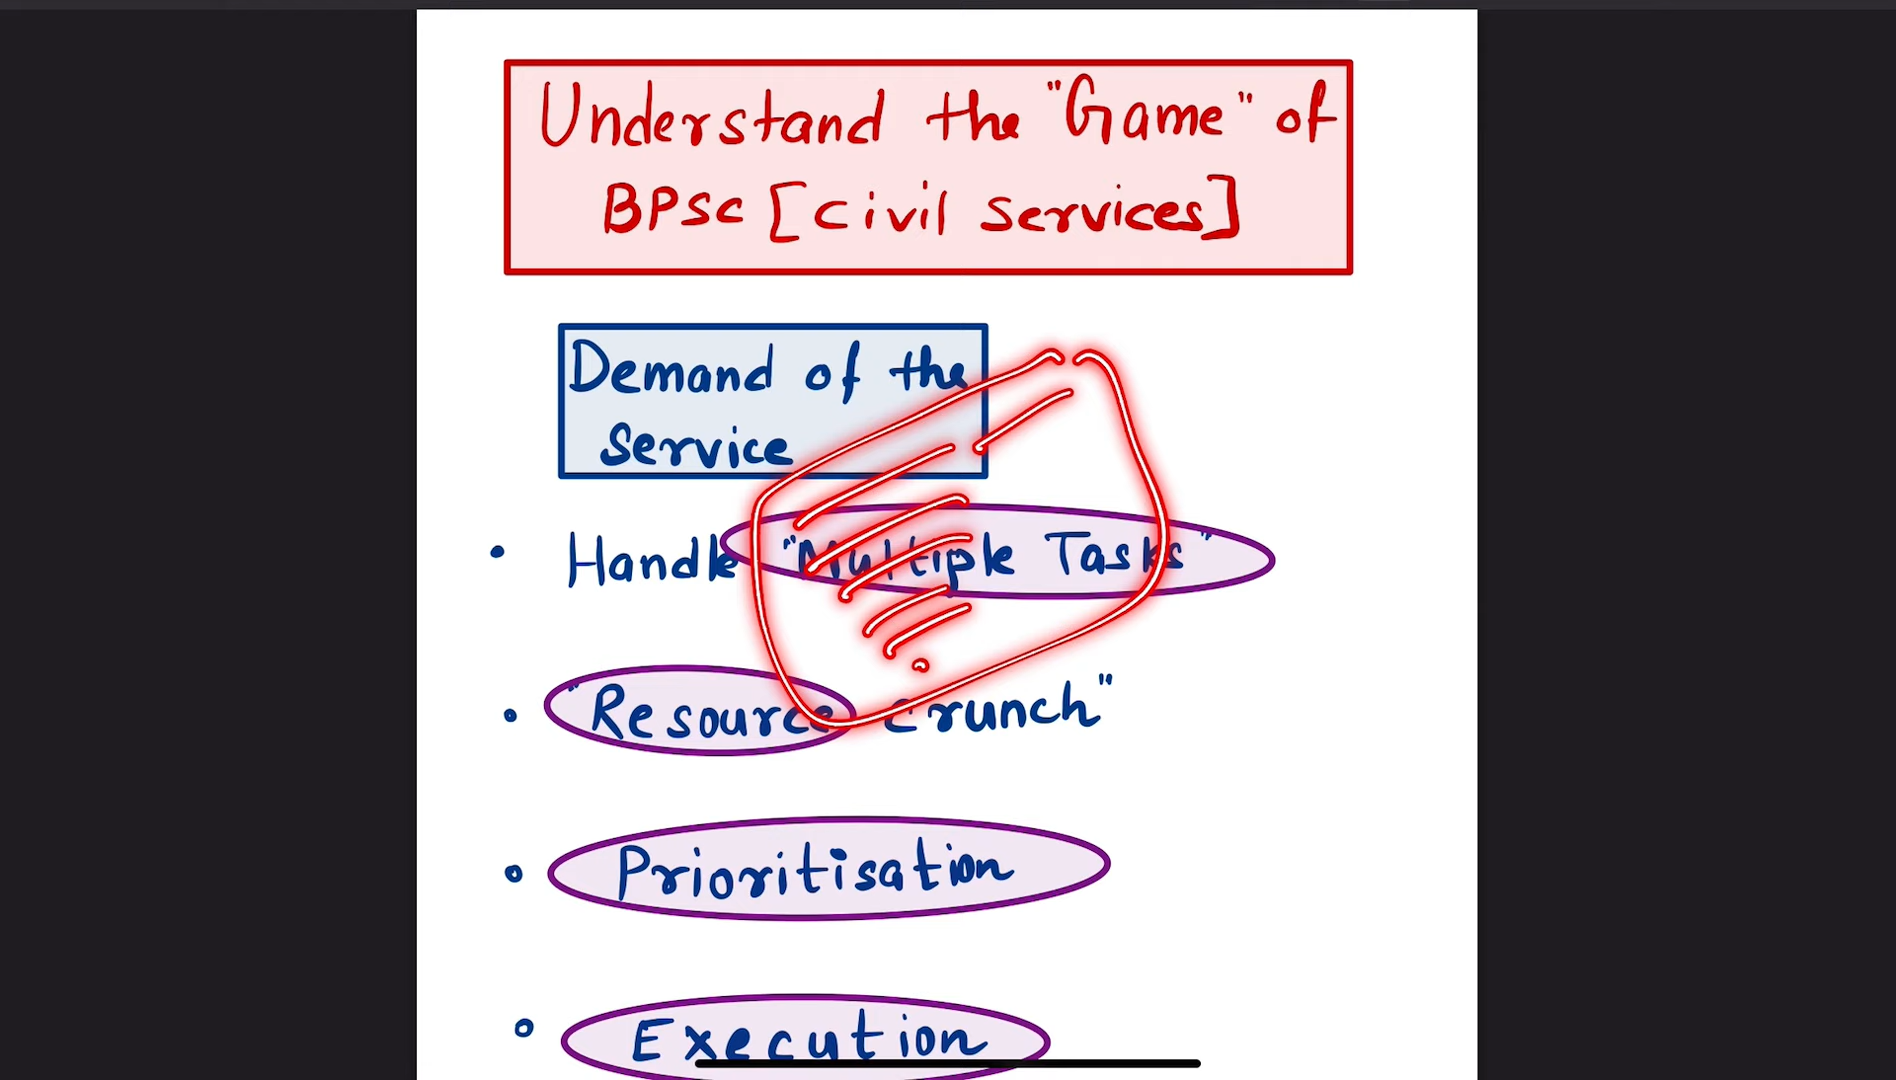 Understand the "Game" of
BPSC [Civil Services]
Demand of the
Service
• Handle "Multiple Tasks"
• "Resource Crunch"
• Prioritisation
• Execution